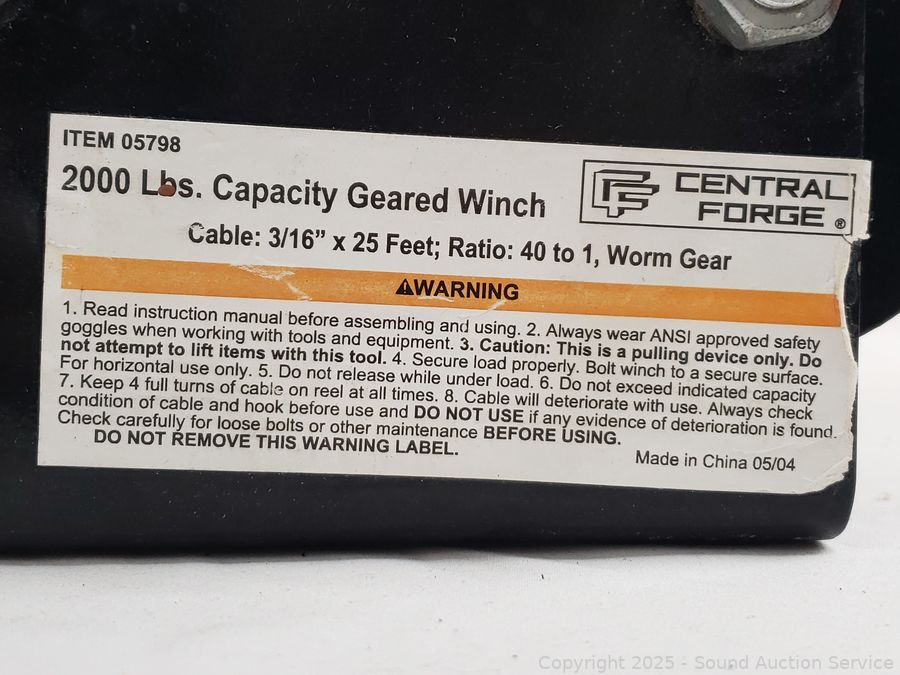 ITEM 05798
2000 Lbs. Capacity Geared Winch
CENTRAL
FORGE ®
Cable: 3/16” x 25 Feet; Ratio: 40 to 1, Worm Gear
⚠WARNING
1. Read instruction manual before assembling and using. 2. Always wear ANSI approved safety
goggles when working with tools and equipment. 3. Caution: This is a pulling device only. Do
not attempt to lift items with this tool. 4. Secure load properly. Bolt winch to a secure surface.
For horizontal use only. 5. Do not release while under load. 6. Do not exceed indicated capacity
7. Keep 4 full turns of cable on reel at all times. 8. Cable will deteriorate with use. Always check
condition of cable and hook before use and DO NOT USE if any evidence of deterioration is found.
Check carefully for loose bolts or other maintenance BEFORE USING.
DO NOT REMOVE THIS WARNING LABEL.
Made in China 05/04
Copyright © 2025 - Sound Auction Service